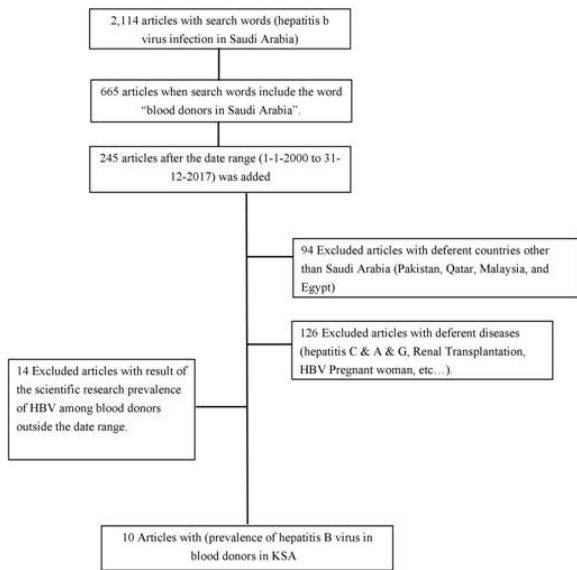 2,114 articles with search words (hepatitis b
virus infection in Saudi Arabia)
665 articles when search words include the word
“blood donors in Saudi Arabia”.
245 articles after the date range (1-1-2000 to 31-
12-2017) was added
94 Excluded articles with deferent countries other
than Saudi Arabia (Pakistan, Qatar, Malaysia, and
Egypt)
126 Excluded articles with deferent diseases
(hepatitis C & A & G, Renal Transplantation,
HBV Pregnant woman, etc…).
14 Excluded articles with result of
the scientific research prevalence
of HBV among blood donors
outside the date range.
10 Articles with (prevalence of hepatitis B virus in
blood donors in KSA